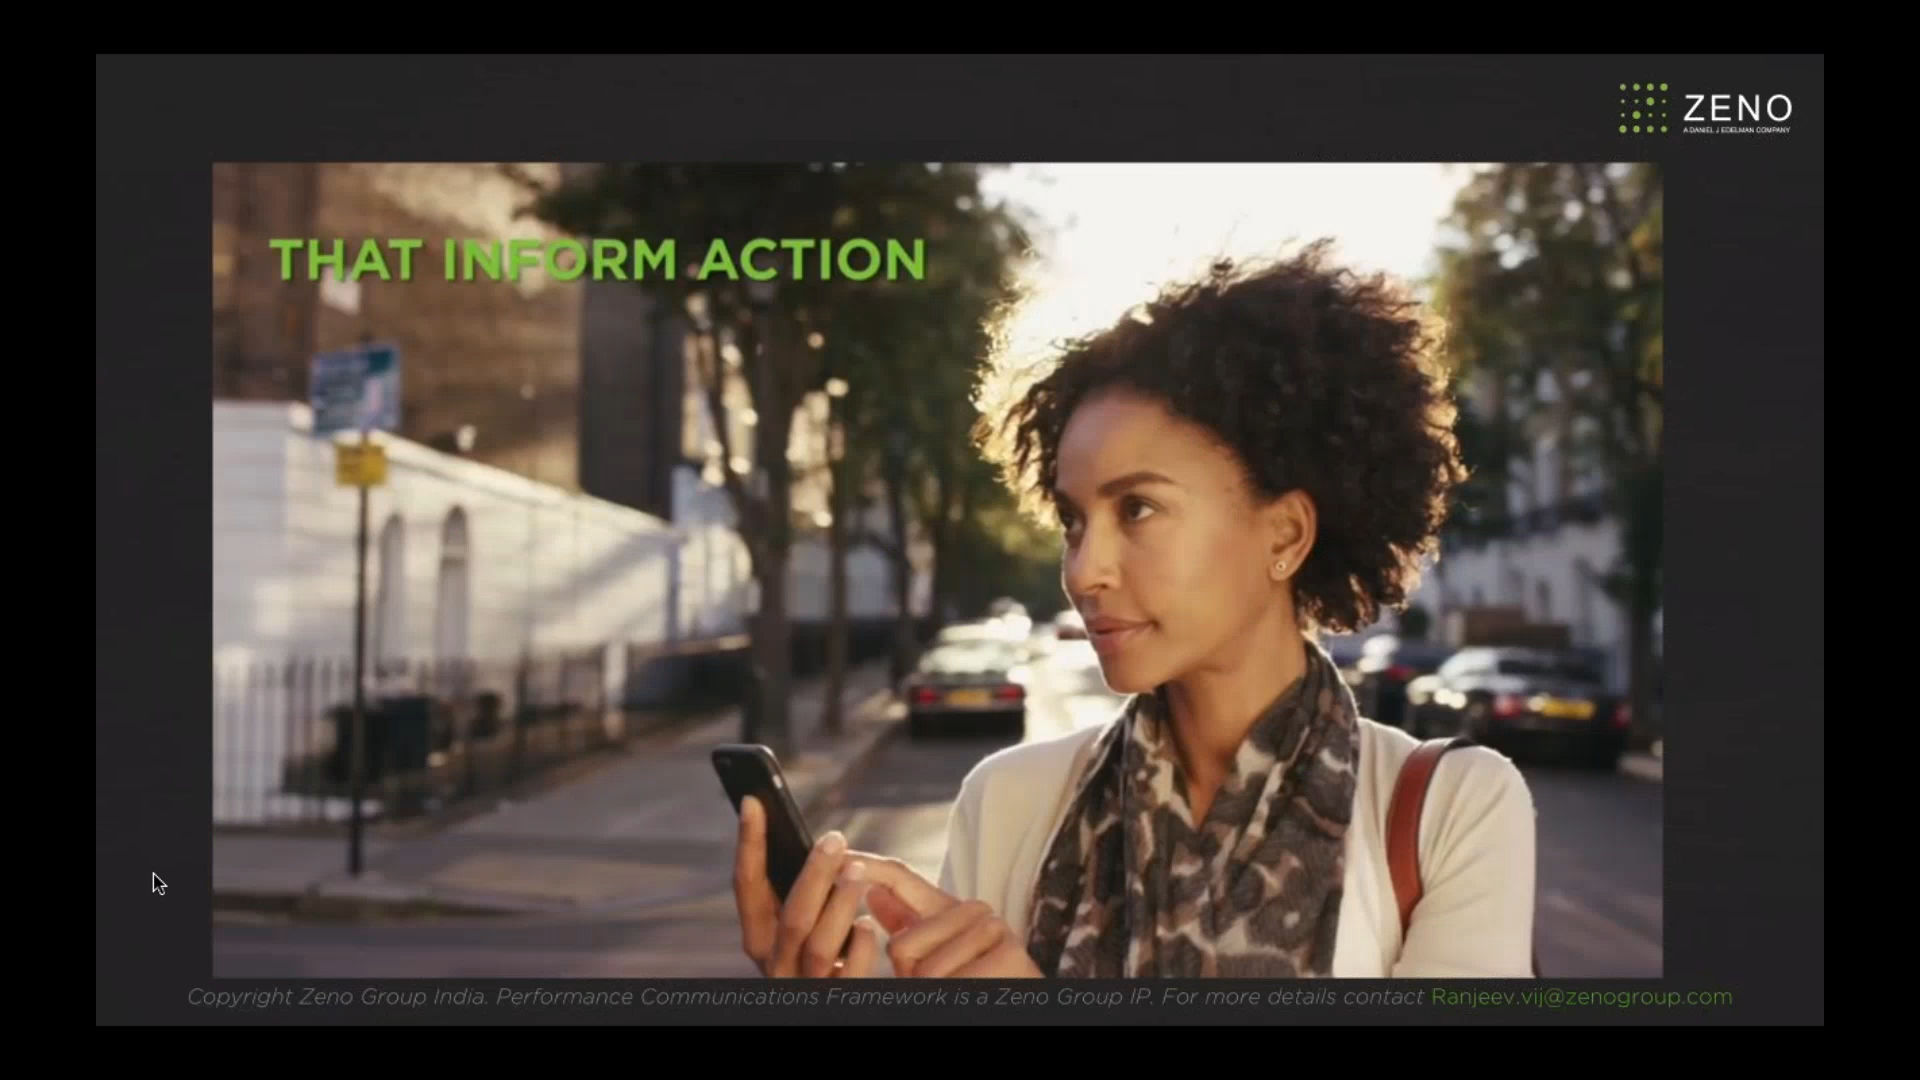 ZENO
A DANIEL J EDELMAN COMPANY
THAT INFORM ACTION
Copyright Zeno Group India. Performance Communications Framework is a Zeno Group IP. For more details contact Ranjeev.vij@zenogroup.com